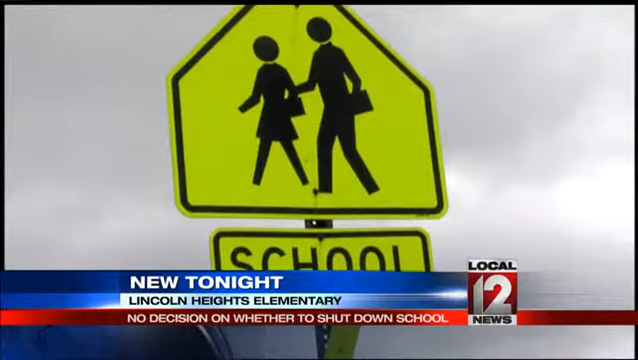 SCHOOL
NEW TONIGHT
LINCOLN HEIGHTS ELEMENTARY
NO DECISION ON WHETHER TO SHUT DOWN SCHOOL
LOCAL
12
NEWS